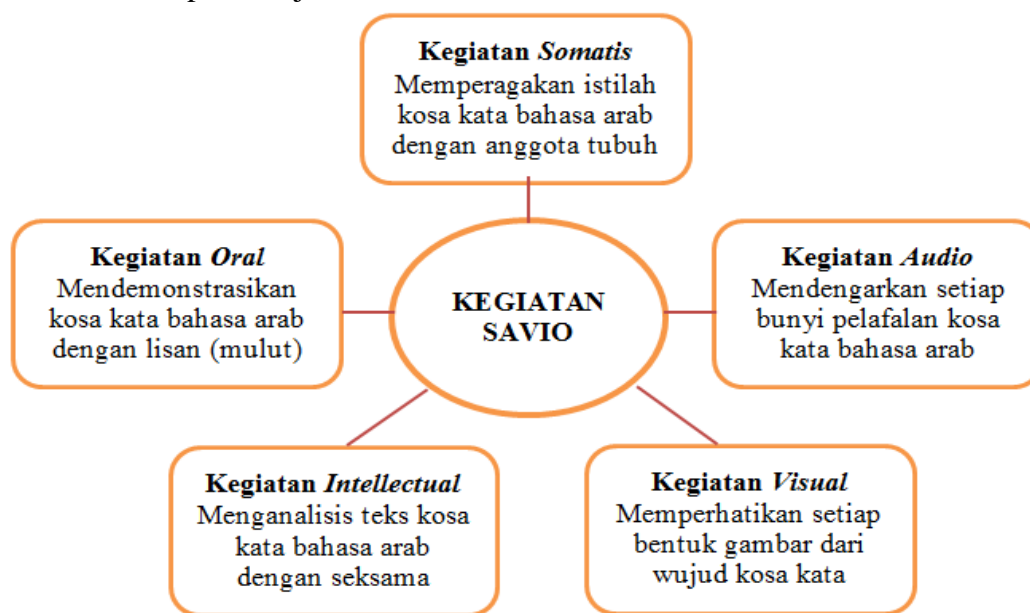 Kegiatan Somatis
Memperagakan istilah
kosa kata bahasa arab
dengan anggota tubuh
Kegiatan Oral
Mendemonstrasikan
kosa kata bahasa arab
dengan lisan (mulut)
KEGIATAN
SAVIO
Kegiatan Audio
Mendengarkan setiap
bunyi pelafalan kosa
kata bahasa arab
Kegiatan Intellectual
Menganalisis teks kosa
kata bahasa arab
dengan seksama
Kegiatan Visual
Memperhatikan setiap
bentuk gambar dari
wujud kosa kata